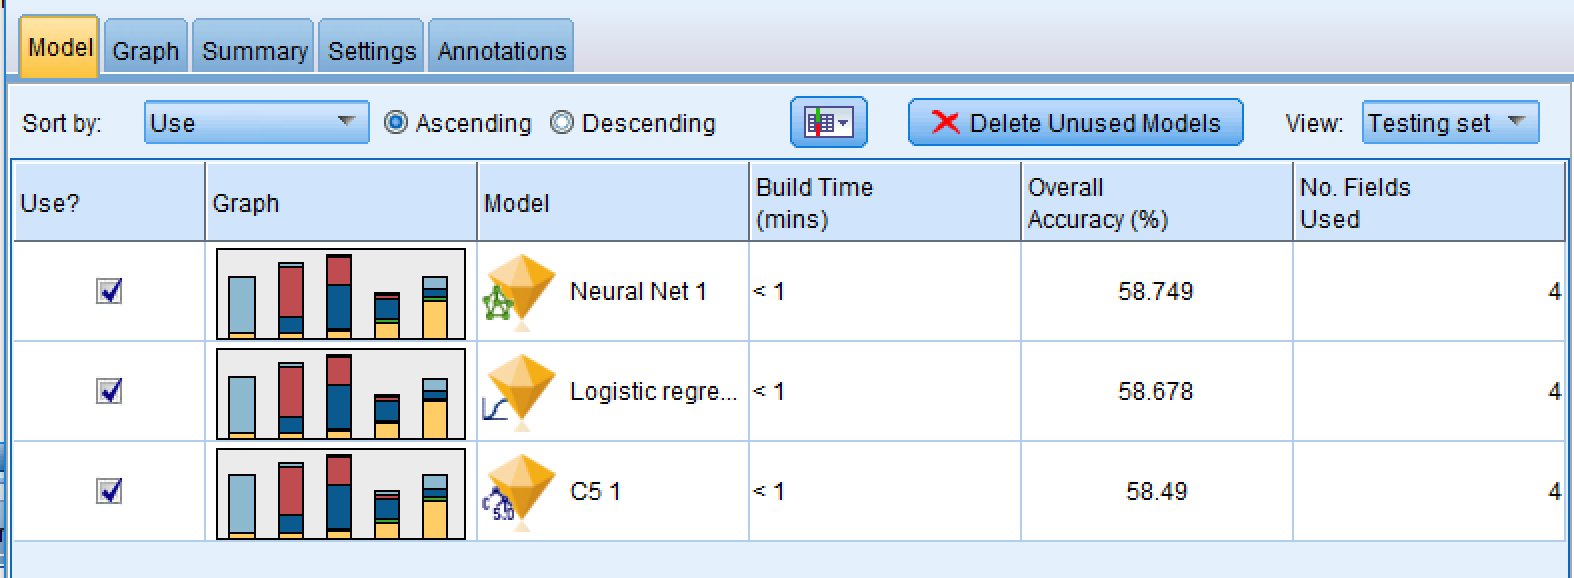 Model Graph Summary Settings Annotations
Sort by: Use Ascending Descending Delete Unused Models View: Testing set
Use? Graph Model Build Time (mins) Overall Accuracy (%) No. Fields Used
Neural Net 1 < 1 58.749 4
Logistic regre... < 1 58.678 4
C5 1 < 1 58.49 4